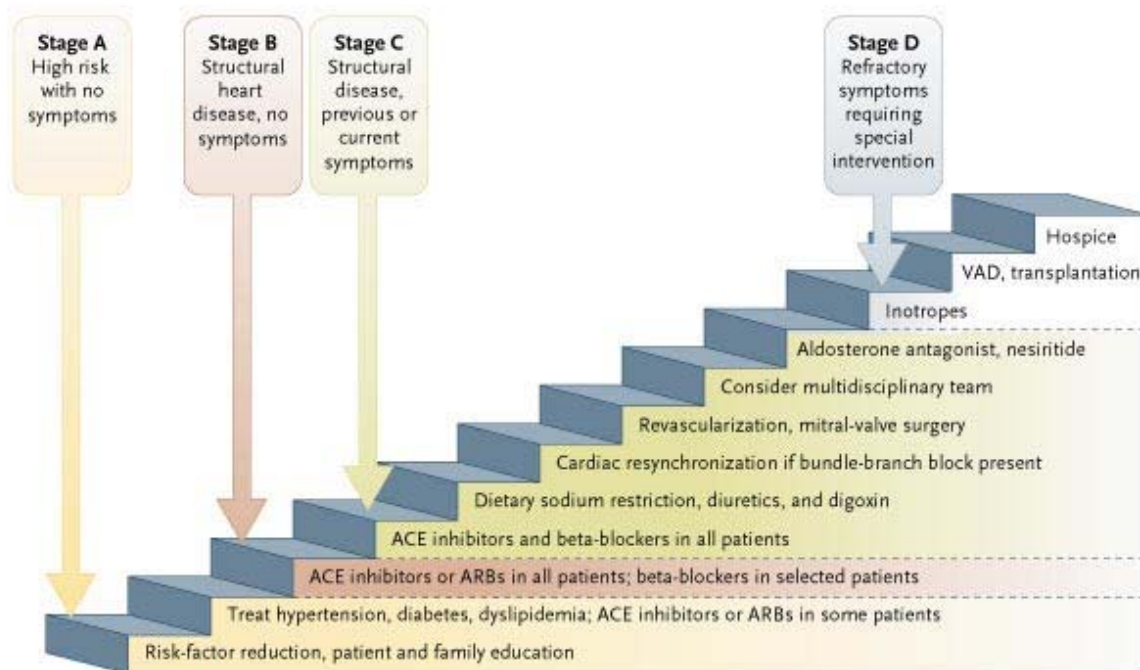 Stage A
High risk
with no
symptoms
Stage B
Structural
heart
disease, no
symptoms
Stage C
Structural
disease,
previous or
current
symptoms
Stage D
Refractory
symptoms
requiring
special
intervention
Hospice
VAD, transplantation
Inotropes
Aldosterone antagonist, nesiritide
Consider multidisciplinary team
Revascularization, mitral-valve surgery
Cardiac resynchronization if bundle-branch block present
Dietary sodium restriction, diuretics, and digoxin
ACE inhibitors and beta-blockers in all patients
ACE inhibitors or ARBs in all patients; beta-blockers in selected patients
Treat hypertension, diabetes, dyslipidemia; ACE inhibitors or ARBs in some patients
Risk-factor reduction, patient and family education